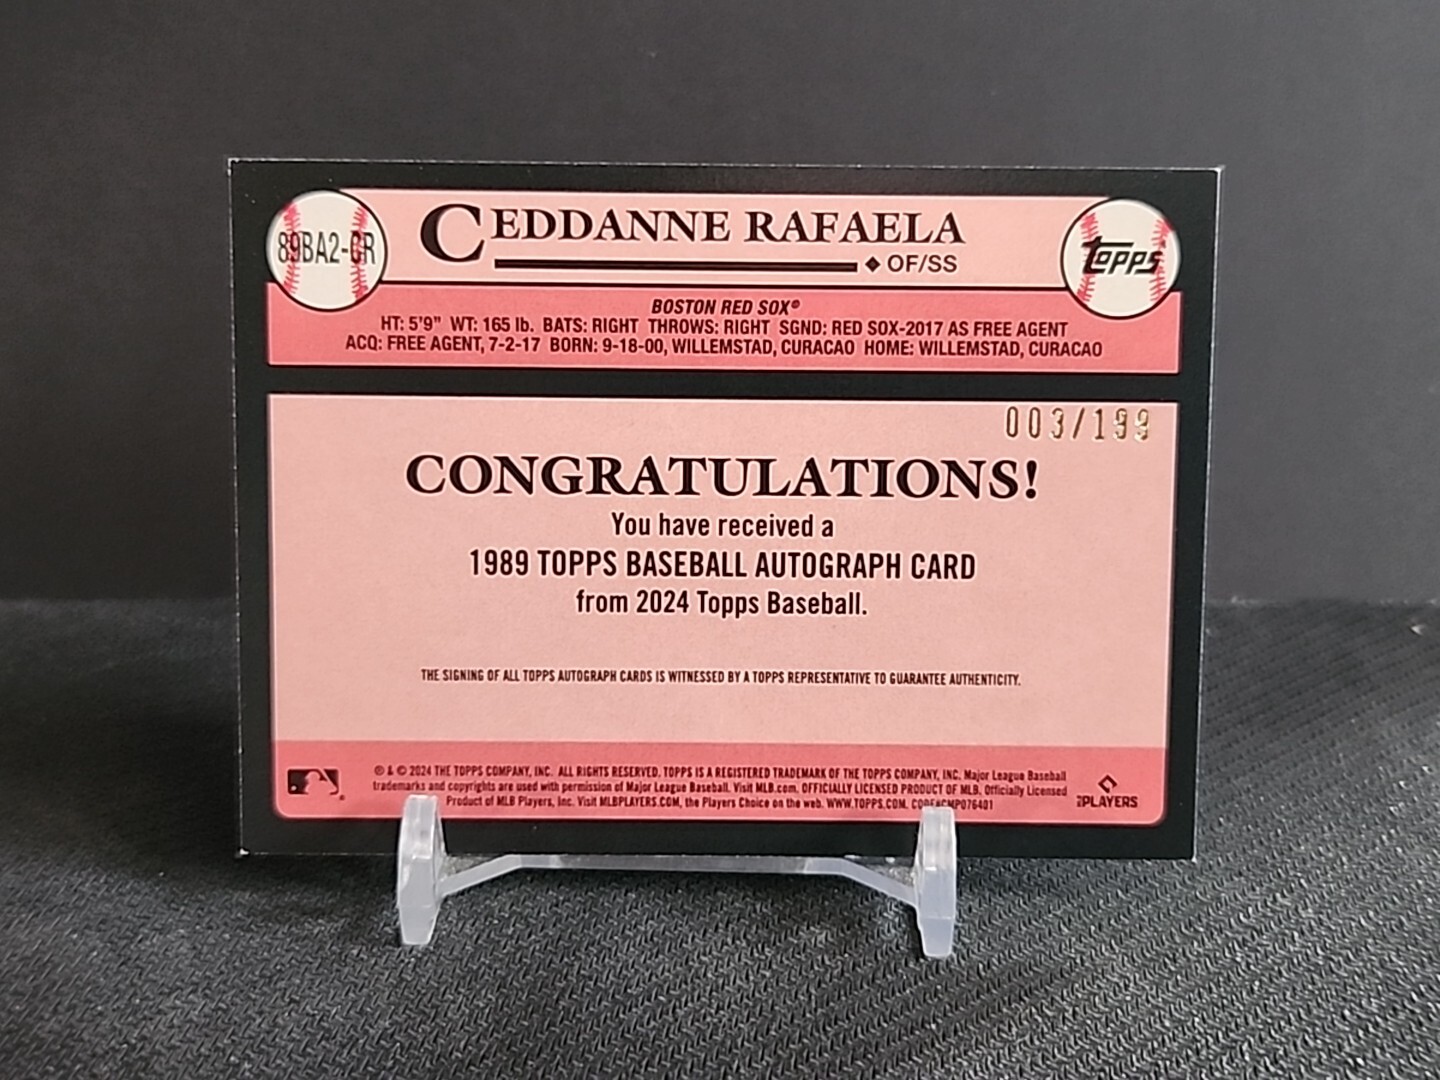 89BA2-CR
CEDDANNE RAFAELA
OF/SS
Topps
BOSTON RED SOX®
HT: 5'9" WT: 165 lb. BATS: RIGHT THROWS: RIGHT SGND: RED SOX-2017 AS FREE AGENT
ACQ: FREE AGENT, 7-2-17 BORN: 9-18-00, WILLEMSTAD, CURACAO HOME: WILLEMSTAD, CURACAO
003/199
CONGRATULATIONS!
You have received a
1989 TOPPS BASEBALL AUTOGRAPH CARD
from 2024 Topps Baseball.
THE SIGNING OF ALL TOPPS AUTOGRAPH CARDS IS WITNESSED BY A TOPPS REPRESENTATIVE TO GUARANTEE AUTHENTICITY.
® & © 2024 THE TOPPS COMPANY, INC. ALL RIGHTS RESERVED. TOPPS IS A REGISTERED TRADEMARK OF THE TOPPS COMPANY, INC. Major League Baseball
trademarks and copyrights are used with permission of Major League Baseball. Visit MLB.com. OFFICIALLY LICENSED PRODUCT OF MLB. Officially Licensed
Product of MLB Players, Inc. Visit MLBPLAYERS.COM, the Players Choice on the web. WWW.TOPPS.COM. CODE#CMP076401
MLB PLAYERS